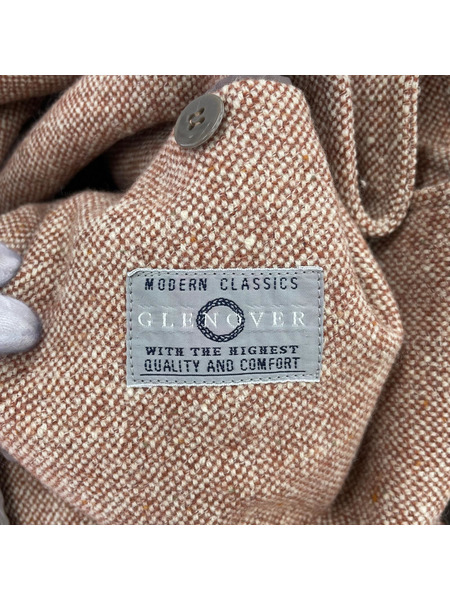 MODERN CLASSICS
GLENOVER
WITH THE HIGHEST
QUALITY AND COMFORT